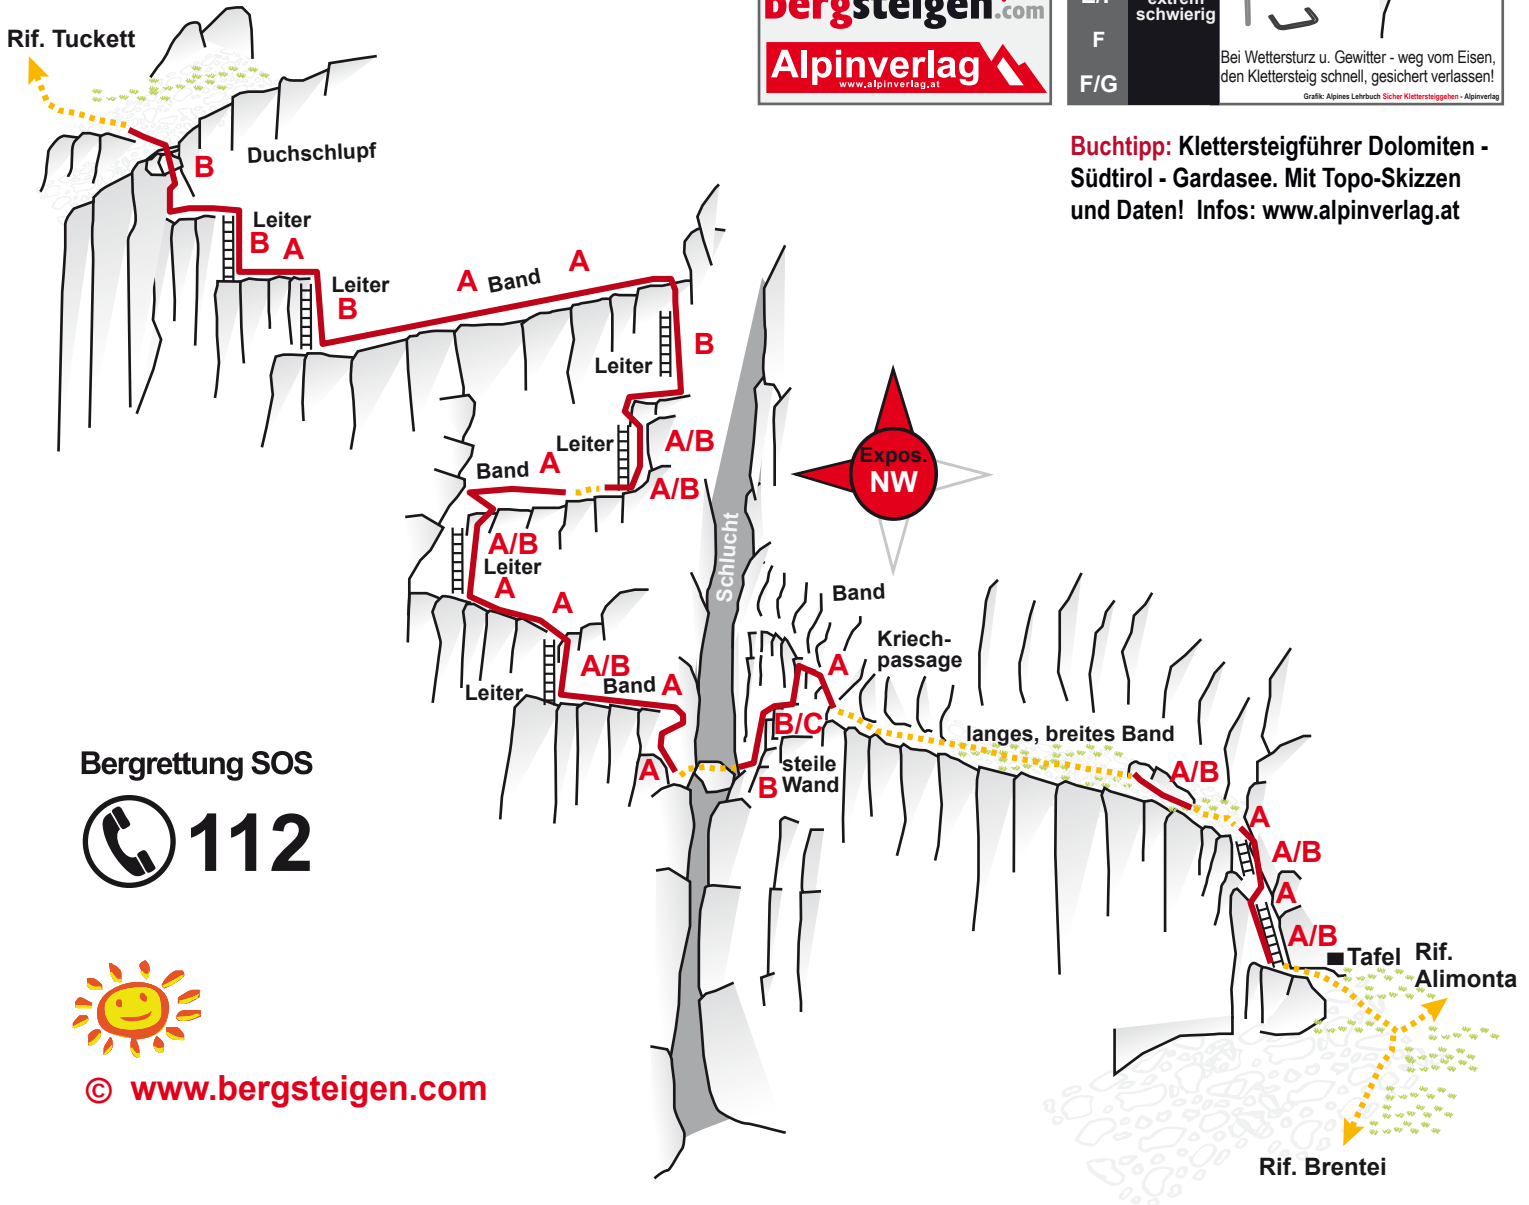 bergsteigen.com
Alpinverlag
www.alpinverlag.at
schwierig
F
F/G
Bei Wettersturz u. Gewitter - weg vom Eisen,
den Klettersteig schnell, gesichert verlassen!
Grafik: Alpines Lehrbuch Sicher Klettersteiggehen - Alpinverlag
Buchtipp: Klettersteigführer Dolomiten -
Südtirol - Gardasee. Mit Topo-Skizzen
und Daten! Infos: www.alpinverlag.at
Rif. Tuckett
Duchschlupf
B
Leiter
B
A
Leiter
B
A
Band
A
B
Leiter
Leiter
A/B
Band
A
A/B
A/B
Leiter
A
A
A/B
Leiter
Band
A
A
Schlucht
Expos.
NW
Band
Kriech-
passage
A
B/C
steile
Wand
B
langes, breites Band
A/B
A
A/B
A
A/B
Tafel
Rif.
Alimonta
Rif. Brentei
Bergrettung SOS
112
© www.bergsteigen.com